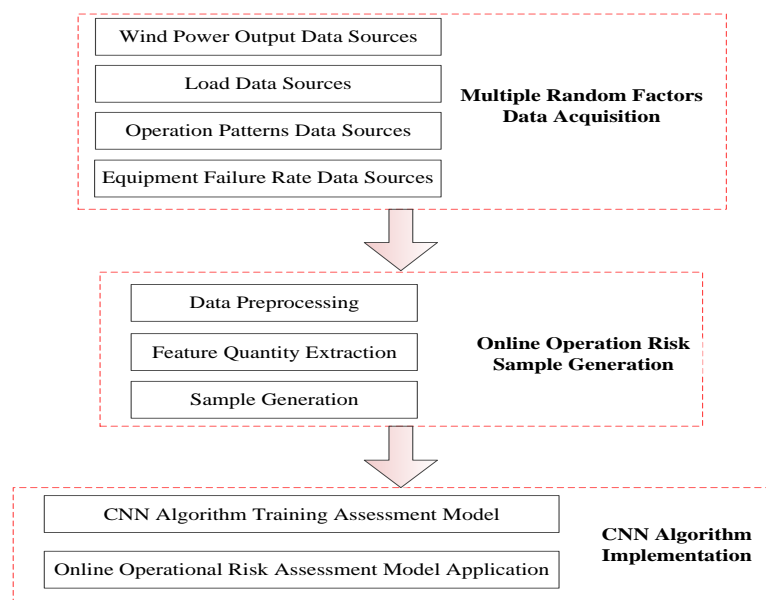 Wind Power Output Data Sources
Load Data Sources
Operation Patterns Data Sources
Equipment Failure Rate Data Sources
Multiple Random Factors
Data Acquisition
Data Preprocessing
Feature Quantity Extraction
Sample Generation
Online Operation Risk
Sample Generation
CNN Algorithm Training Assessment Model
Online Operational Risk Assessment Model Application
CNN Algorithm
Implementation